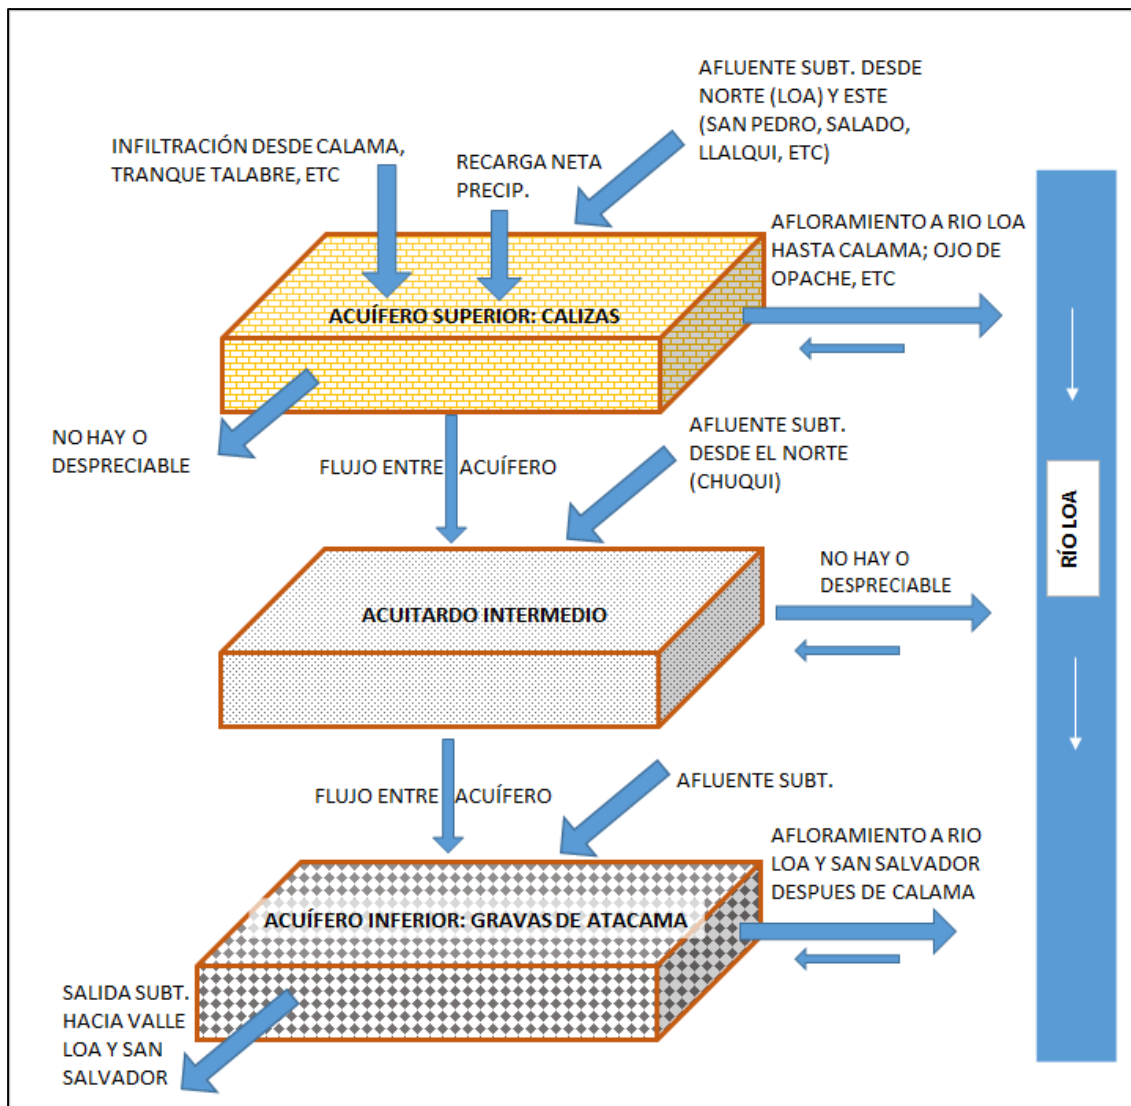 AFLUENTE SUBT. DESDE
NORTE (LOA) Y ESTE
(SAN PEDRO, SALADO,
LLALQUI, ETC)
INFILTRACIÓN DESDE CALAMA,
TRANQUE TALABRE, ETC
RECARGA NETA
PRECIP.
AFLORAMIENTO A RIO LOA
HASTA CALAMA; OJO DE
OPACHE, ETC
ACUÍFERO SUPERIOR: CALIZAS
NO HAY O
DESPRECIABLE
FLUJO ENTRE ACUÍFERO
AFLUENTE SUBT.
DESDE EL NORTE
(CHUQUI)
RÍO LOA
NO HAY O
DESPRECIABLE
ACUITARDO INTERMEDIO
FLUJO ENTRE ACUÍFERO
AFLUENTE SUBT.
AFLORAMIENTO A RIO
LOA Y SAN SALVADOR
DESPUES DE CALAMA
ACUÍFERO INFERIOR: GRAVAS DE ATACAMA
SALIDA SUBT.
HACIA VALLE
LOA Y SAN
SALVADOR